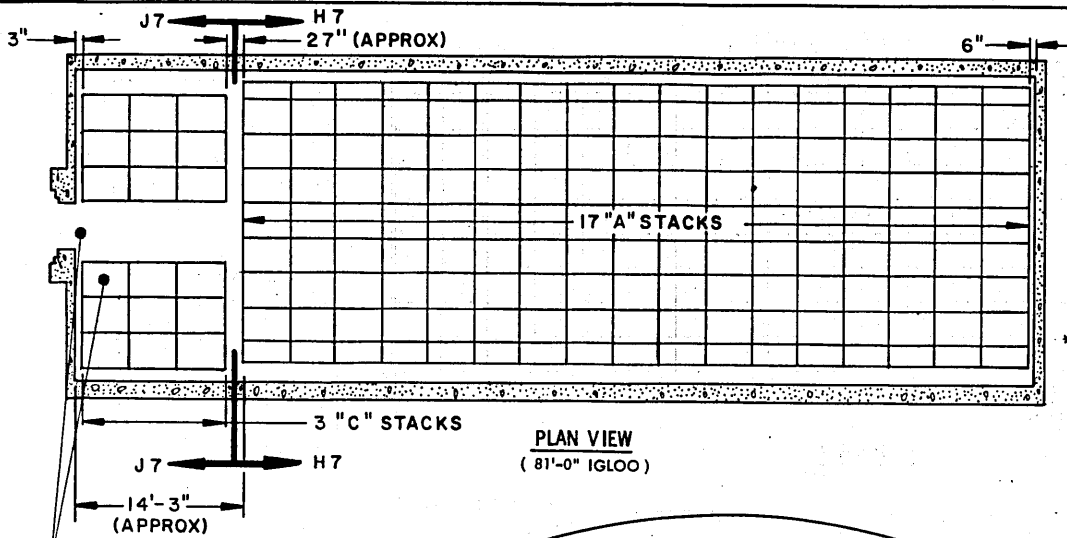 J7 H7
3"
27" (APPROX)
6"
17 "A" STACKS
3 "C" STACKS
PLAN VIEW
( 81'-0" IGLOO )
J7 H7
14'-3"
(APPROX)